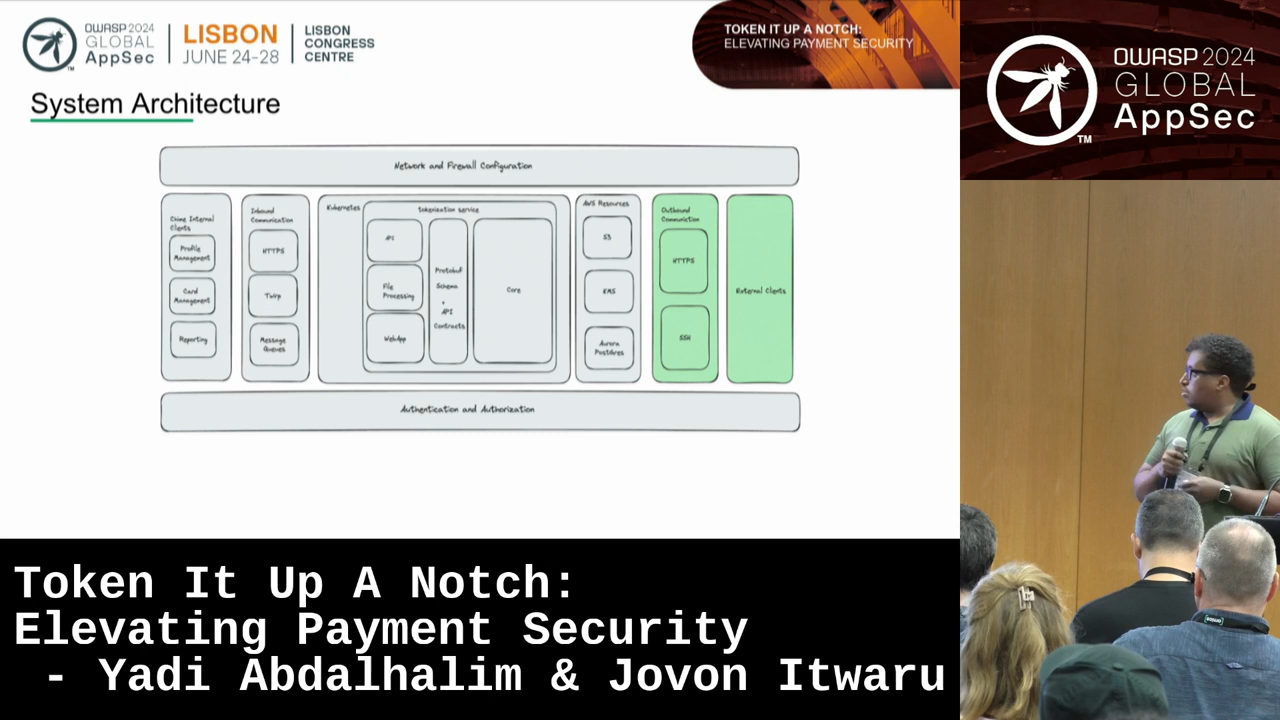 OWASP 2024
GLOBAL
AppSec
TM
LISBON
JUNE 24-28
LISBON
CONGRESS
CENTRE
TOKEN IT UP A NOTCH:
ELEVATING PAYMENT SECURITY
OWASP 2024
GLOBAL
AppSec
TM
System Architecture
Network and Firewall Configuration
Chime Internal
Clients
Profile
Management
Card
Management
Reporting
Inbound
Communication
HTTPS
Twirp
Message
Queues
Kubernetes
tokenization service
API
File
Processing
WebApp
Protobuf
Schema
+
API
Contracts
Core
AWS Resources
S3
KMS
Aurora
PostGres
Outbound
HTTPS
SSH
External Clients
Authentication and Authorization
Token It Up A Notch:
Elevating Payment Security
- Yadi Abdalhalim & Jovon Itwaru